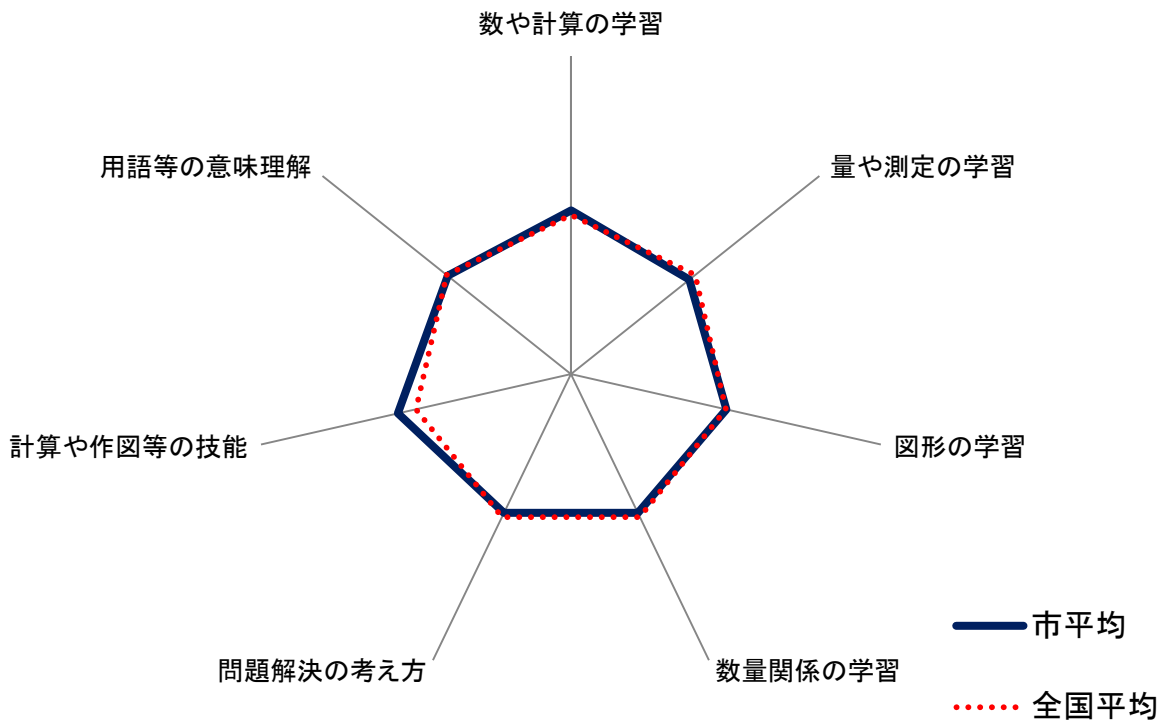 数や計算の学習
用語等の意味理解
量や測定の学習
計算や作図等の技能
図形の学習
問題解決の考え方
数量関係の学習
市平均
全国平均